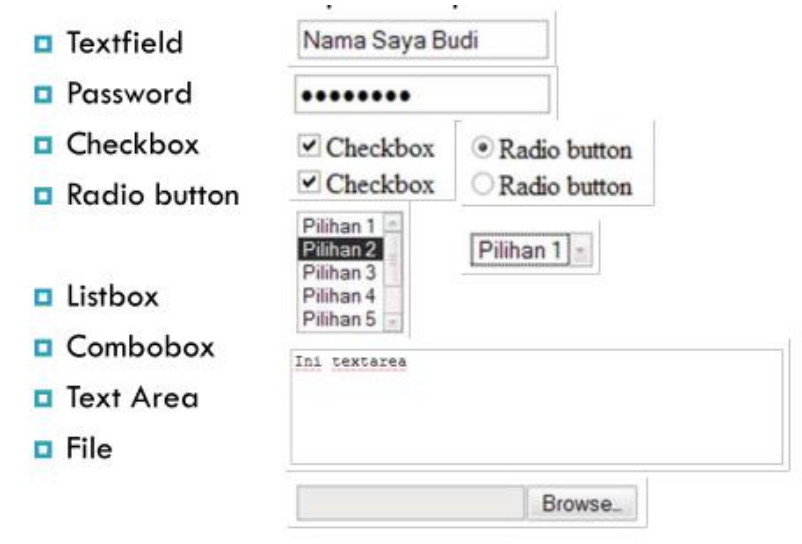 Textfield
Nama Saya Budi
Password
Checkbox
Checkbox
Radio button
Radio button
Checkbox
Radio button
Pilihan 1
Pilihan 2
Pilihan 3
Pilihan 4
Pilihan 5
Pilihan 1
Listbox
Combobox
Ini textarea
Text Area
File
Browse..